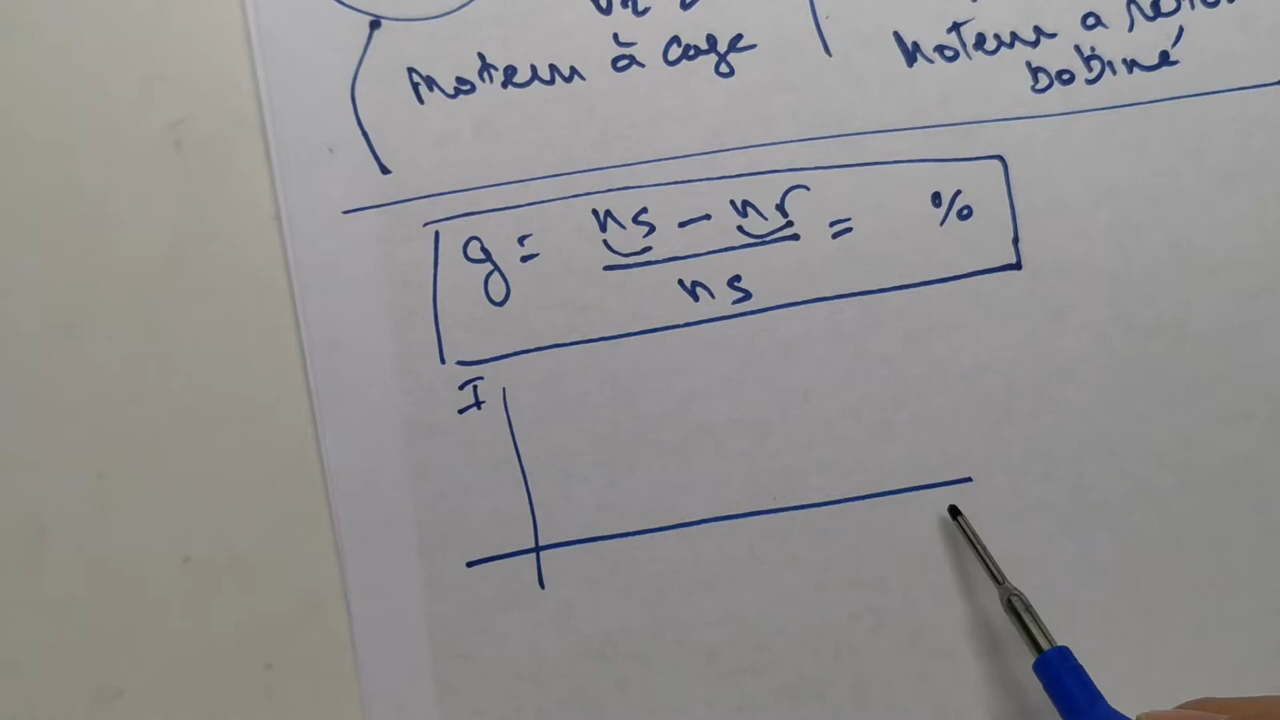 Moteur à cage
Moteur a rotor
bobiné
g = ns - nr = %
ns
I